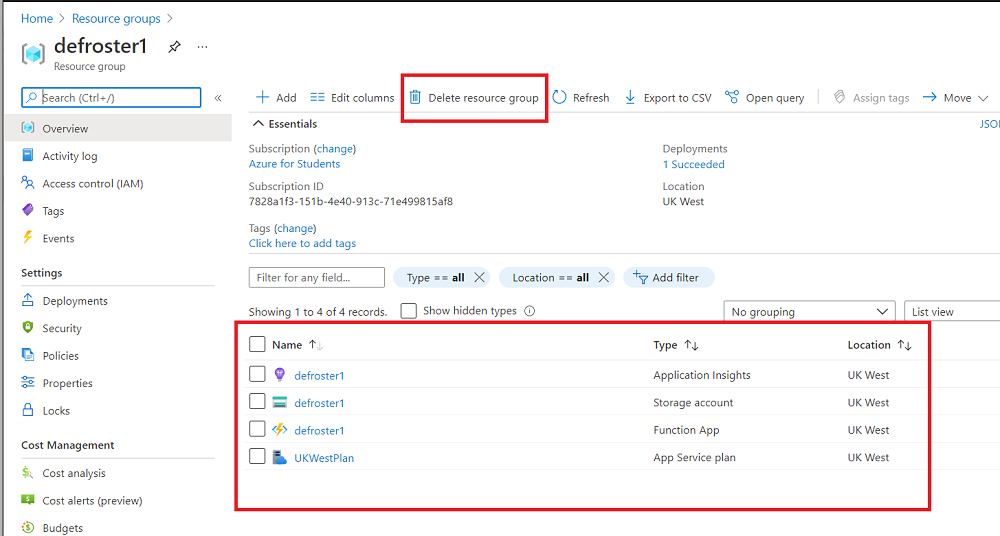 Home > Resource groups >
defroster1
Resource group
Search (Ctrl+/)
«
Overview
Activity log
Access control (IAM)
Tags
Events
Settings
Deployments
Security
Policies
Properties
Locks
Cost Management
Cost analysis
Cost alerts (preview)
Budgets
Add Edit columns Delete resource group Refresh Export to CSV Open query Assign tags Move
Essentials JSO
Subscription (change) Deployments
Azure for Students 1 Succeeded
Subscription ID Location
7828a1f3-151b-4e40-913c-71e499815af8 UK West
Tags (change)
Click here to add tags
Filter for any field... Type == all Location == all Add filter
Showing 1 to 4 of 4 records. Show hidden types No grouping List view
Name Type Location
defroster1 Application Insights UK West
defroster1 Storage account UK West
defroster1 Function App UK West
UKWestPlan App Service plan UK West